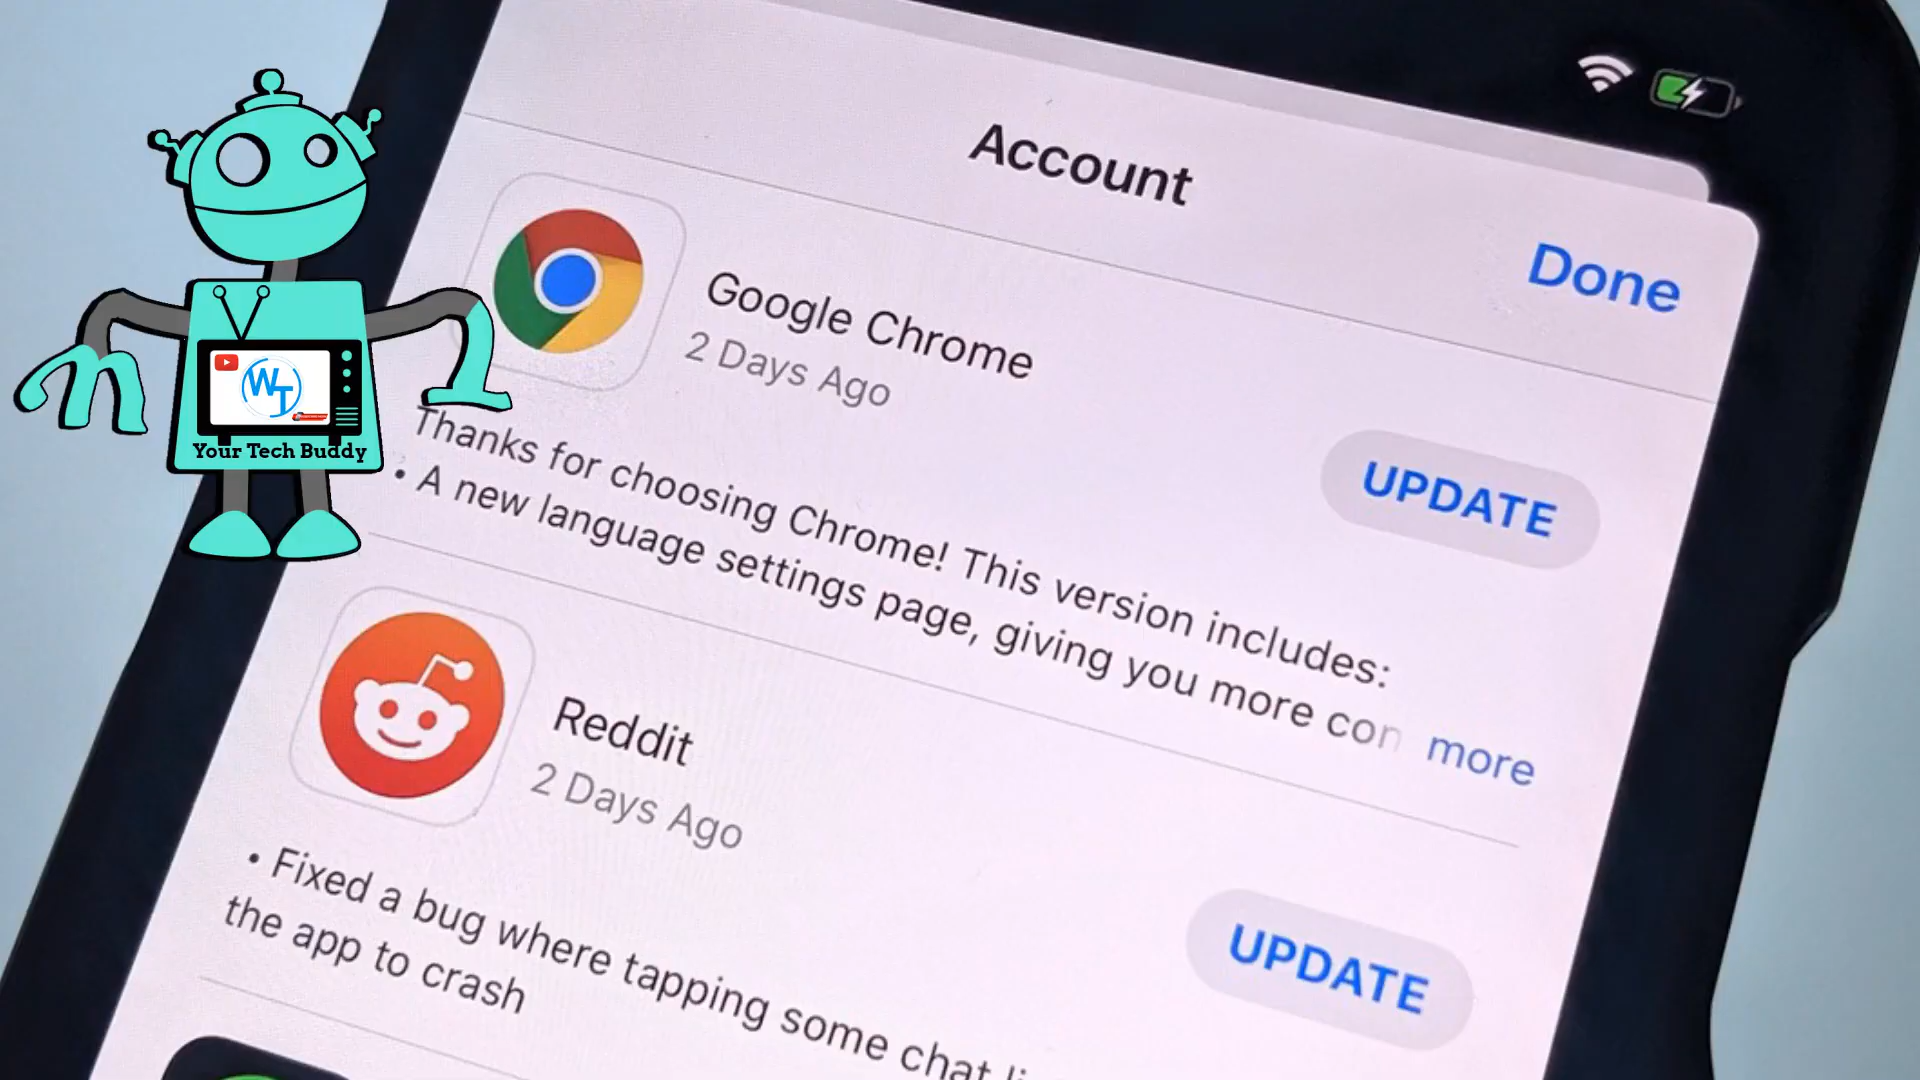 Account
Done
Google Chrome
2 Days Ago
UPDATE
Thanks for choosing Chrome! This version includes:
• A new language settings page, giving you more con
more
Reddit
2 Days Ago
UPDATE
• Fixed a bug where tapping some chat
the app to crash
WT
Your Tech Buddy